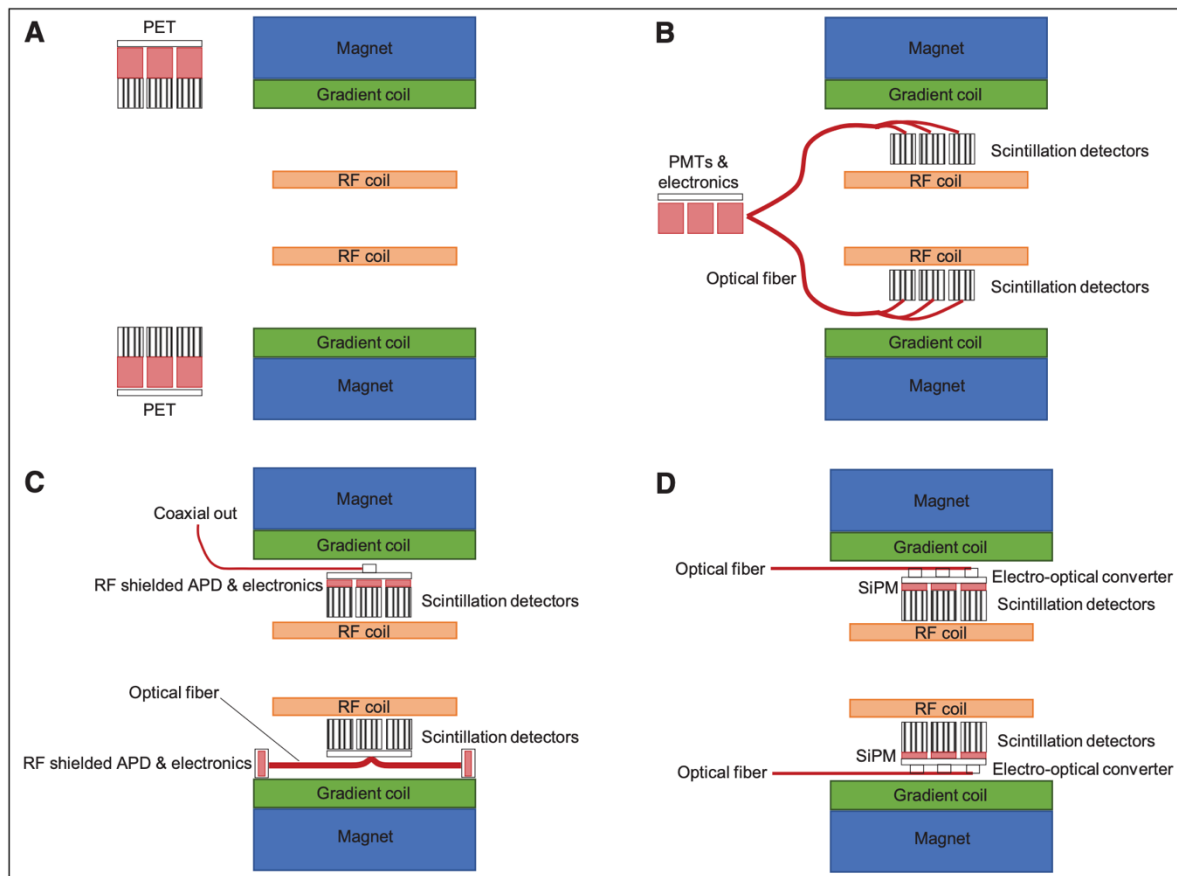 A
PET
Magnet
Gradient coil
RF coil
RF coil
Gradient coil
Magnet
PET
B
Magnet
Gradient coil
Scintillation detectors
PMTs &
electronics
RF coil
RF coil
Optical fiber
Scintillation detectors
Gradient coil
Magnet
C
Magnet
Coaxial out
Gradient coil
RF shielded APD & electronics
Scintillation detectors
RF coil
Optical fiber
RF coil
Scintillation detectors
RF shielded APD & electronics
Gradient coil
Magnet
D
Magnet
Gradient coil
Optical fiber
Electro-optical converter
SiPM
Scintillation detectors
RF coil
RF coil
Scintillation detectors
SiPM
Optical fiber
Electro-optical converter
Gradient coil
Magnet